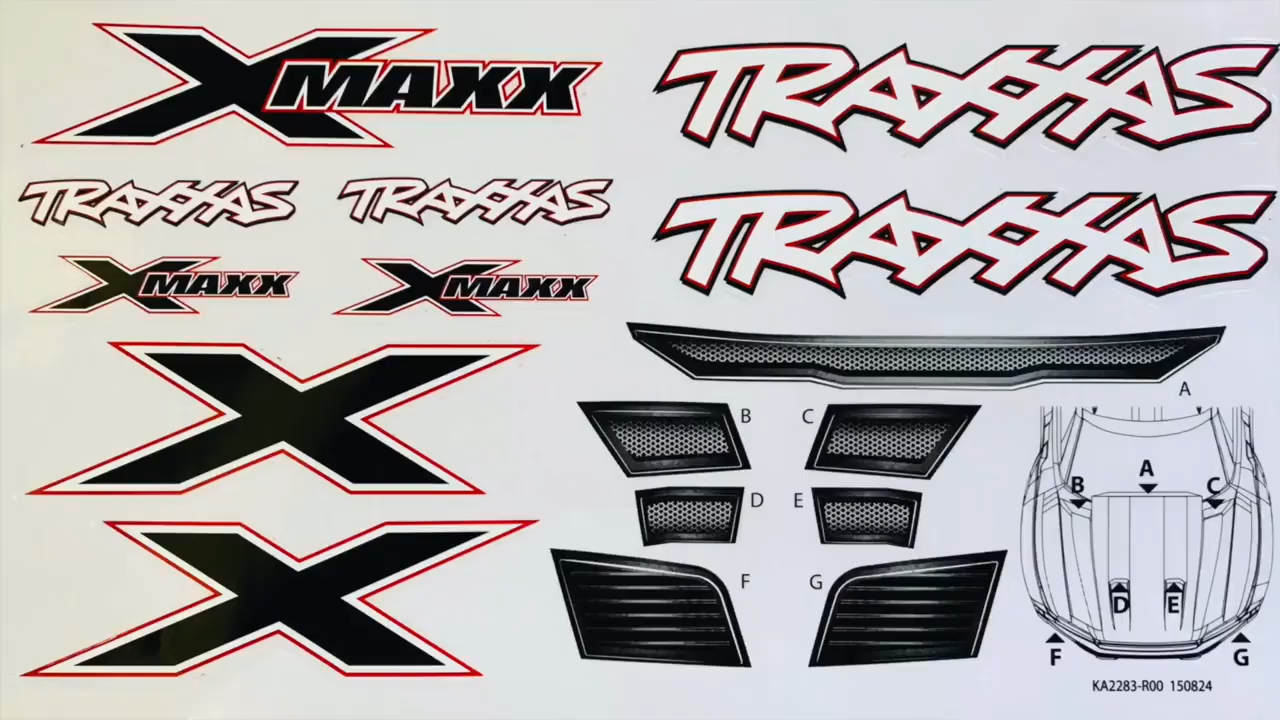 XMAXX
TRAXXAS
TRAXXAS TRAXXAS
XMAXX XMAXX
TRAXXAS
X
X
A
B C
D E
F G
A
B C
D E
F G
KA2283-R00 150824